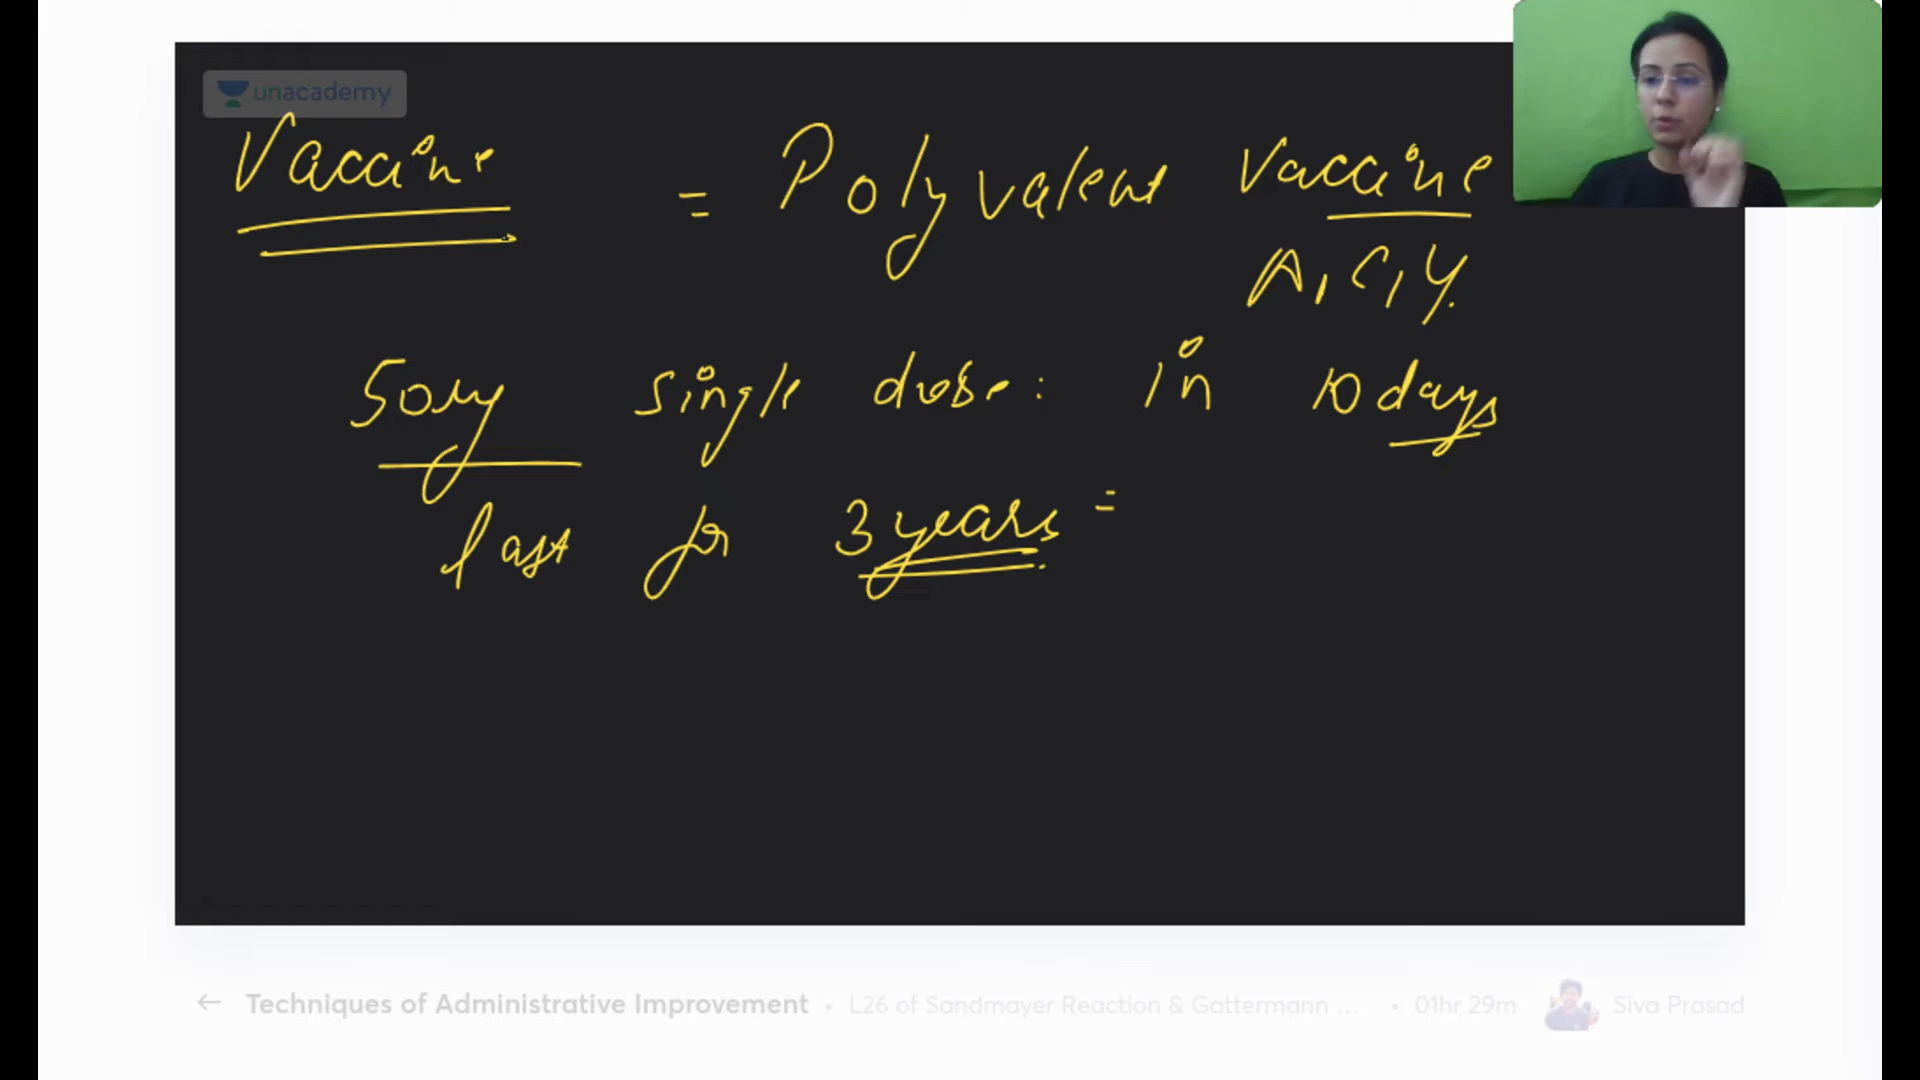 unacademy
Vaccine = Polyvalent Vaccine
A, C, Y.
single dose: in 10 days
last for 3 years =
← Techniques of Administrative Improvement • L26 of Sandmayer Reaction & Gattermann ... • 01hr 29m Siva Prasad